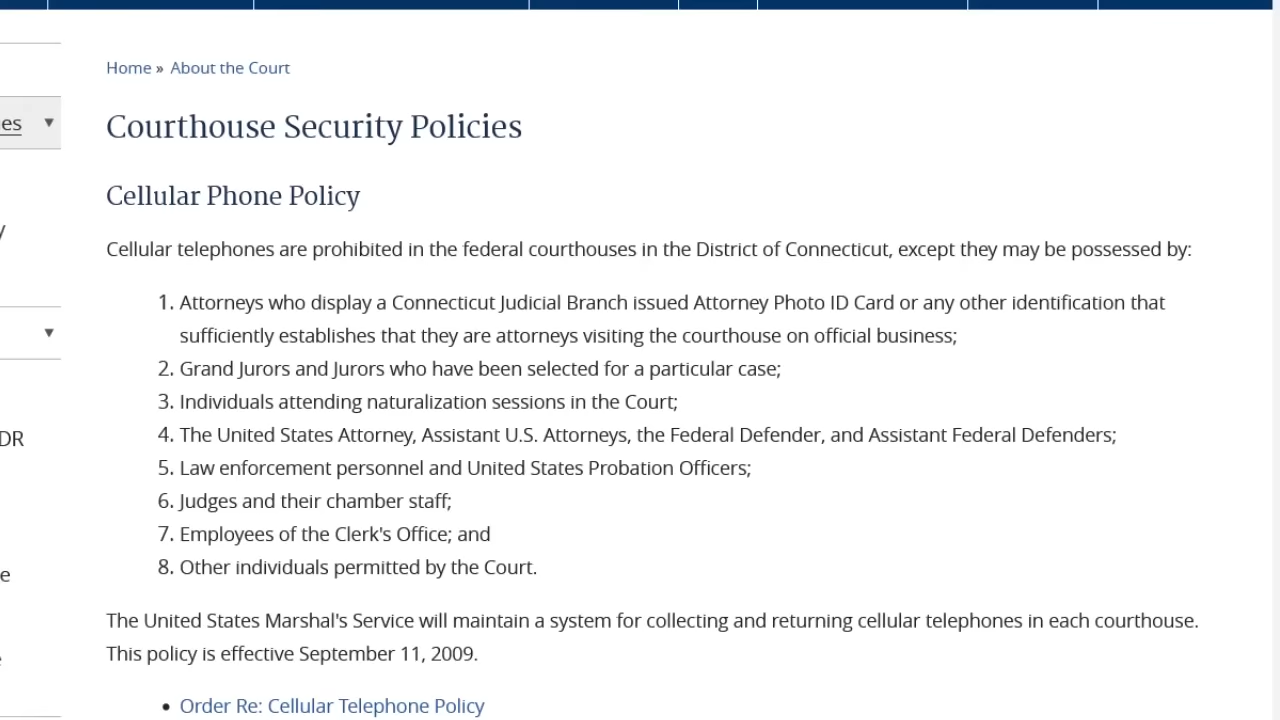 Home » About the Court
es ▼
Courthouse Security Policies
Cellular Phone Policy
Cellular telephones are prohibited in the federal courthouses in the District of Connecticut, except they may be possessed by:
1. Attorneys who display a Connecticut Judicial Branch issued Attorney Photo ID Card or any other identification that
sufficiently establishes that they are attorneys visiting the courthouse on official business;
2. Grand Jurors and Jurors who have been selected for a particular case;
3. Individuals attending naturalization sessions in the Court;
4. The United States Attorney, Assistant U.S. Attorneys, the Federal Defender, and Assistant Federal Defenders;
DR
5. Law enforcement personnel and United States Probation Officers;
6. Judges and their chamber staff;
7. Employees of the Clerk's Office; and
8. Other individuals permitted by the Court.
e
The United States Marshal's Service will maintain a system for collecting and returning cellular telephones in each courthouse.
This policy is effective September 11, 2009.
• Order Re: Cellular Telephone Policy